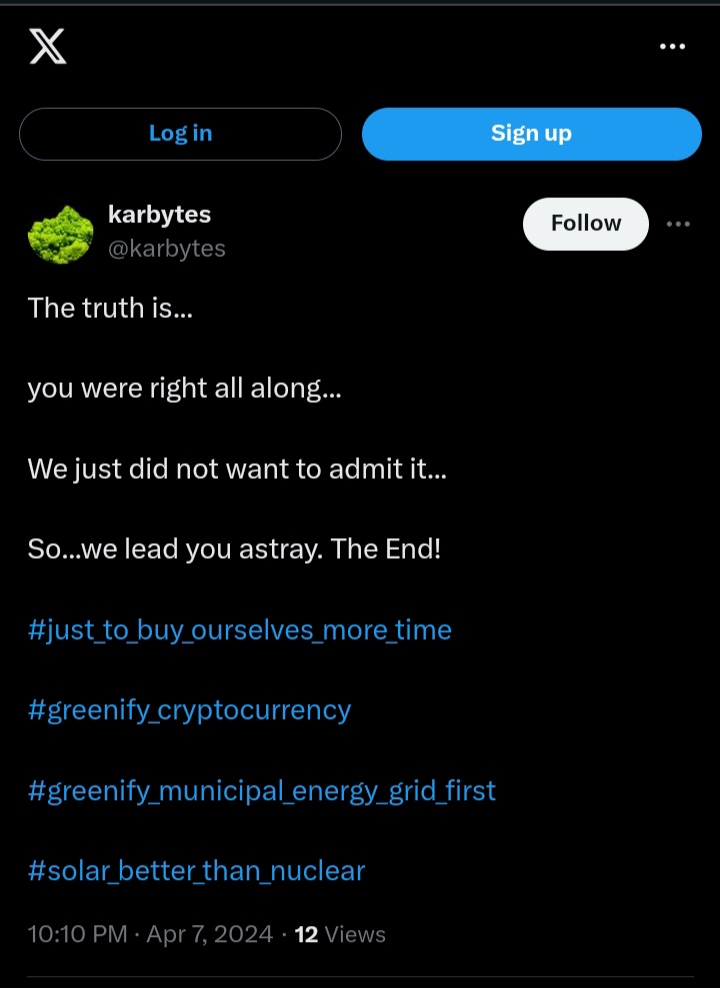 Log in
Sign up
karbytes
Follow
@karbytes
The truth is...
you were right all along...
We just did not want to admit it...
So...we lead you astray. The End!
#just_to_buy_ourselves_more_time
#greenify_cryptocurrency
#greenify_municipal_energy_grid_first
#solar_better_than_nuclear
10:10 PM · Apr 7, 2024 · 12 Views